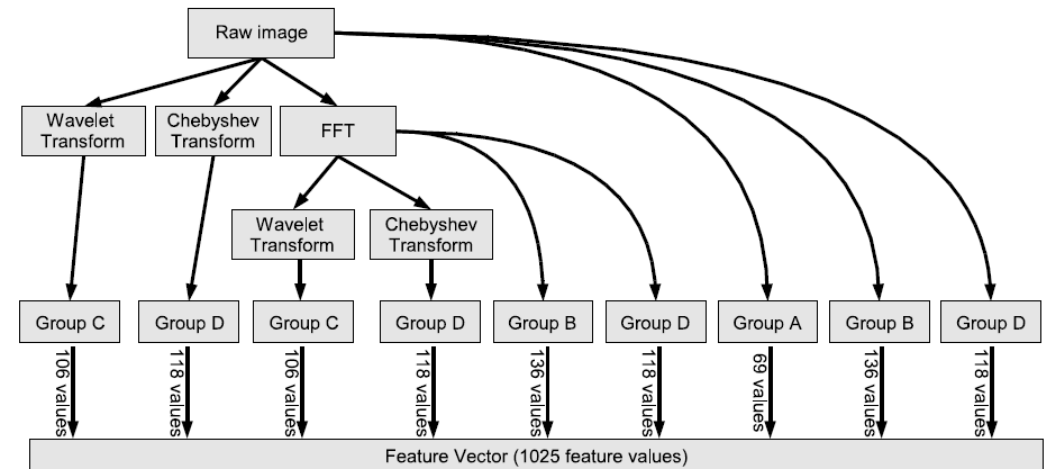 Raw image
Wavelet
Transform
Chebyshev
Transform
FFT
Wavelet
Transform
Chebyshev
Transform
Group C
Group D
Group C
Group D
Group B
Group D
Group A
Group B
Group D
106 values
118 values
106 values
118 values
136 values
118 values
69 values
136 values
118 values
Feature Vector (1025 feature values)